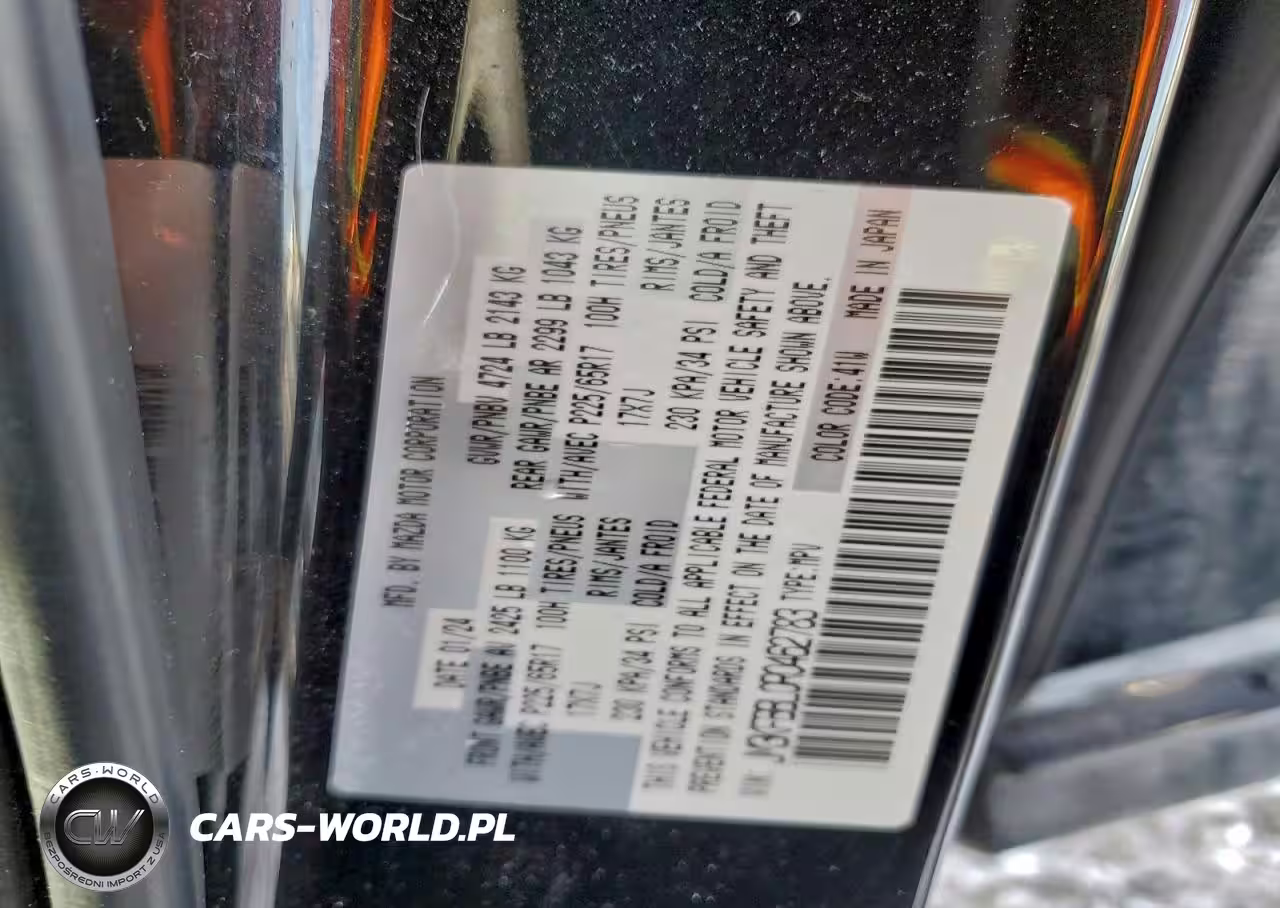 MFD. BY MAZDA MOTOR CORPORATION
DATE 01/24 GVWR/PNBV 4724 LB 2143 KG
FRONT GAWR/PNBE AV 2425 LB 1100 KG REAR GAWR/PNBE AR 2299 LB 1043 KG
WITH/AVEC P225/65R17 100H TIRES/PNEUS WITH/AVEC P225/65R17 100H TIRES/PNEUS
17X7J RIMS/JANTES 17X7J RIMS/JANTES
230 KPA/34 PSI COLD/A FROID 230 KPA/34 PSI COLD/A FROID
THIS VEHICLE CONFORMS TO ALL APPLICABLE FEDERAL MOTOR VEHICLE SAFETY AND THEFT
PREVENTION STANDARDS IN EFFECT ON THE DATE OF MANUFACTURE SHOWN ABOVE.
VIN: TYPE:MPV COLOR CODE:41W MADE IN JAPAN
CARS-WORLD
CW
BEZPOŚREDNI IMPORT Z USA
CARS-WORLD.PL